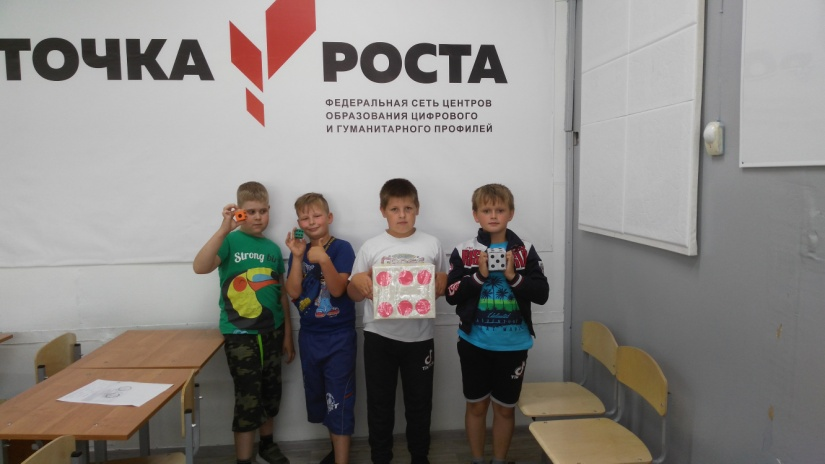 ТОЧКА РОСТА
ФЕДЕРАЛЬНАЯ СЕТЬ ЦЕНТРОВ
ОБРАЗОВАНИЯ ЦИФРОВОГО
И ГУМАНИТАРНОГО ПРОФИЛЕЙ
Strong